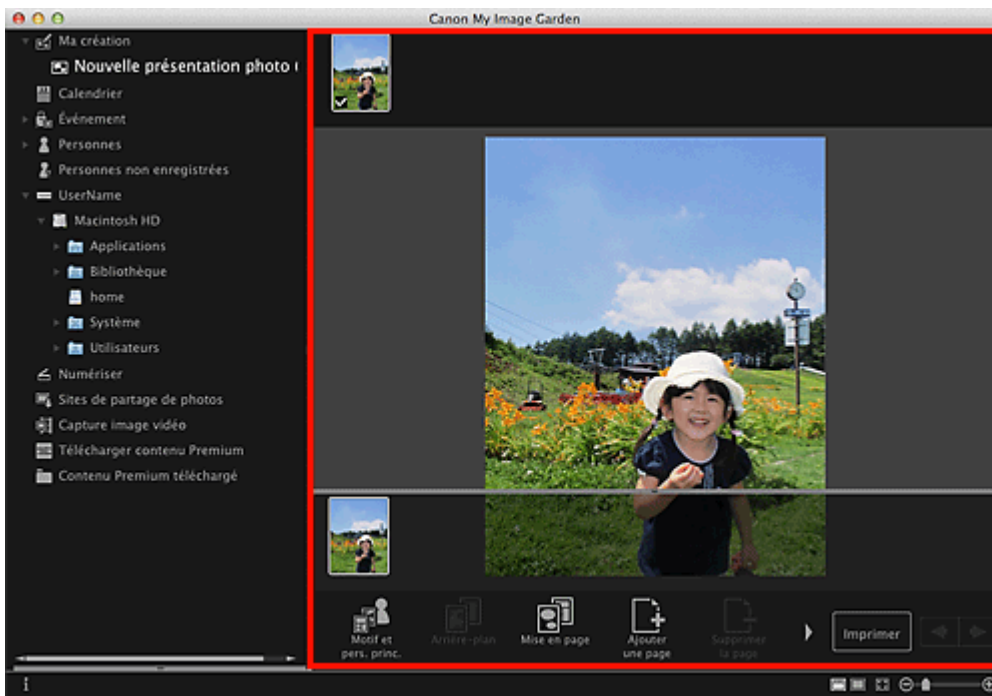 Canon My Image Garden
Ma création
Nouvelle présentation photo
Calendrier
Événement
Personnes
Personnes non enregistrées
UserName
Macintosh HD
Applications
Bibliothèque
home
Système
Utilisateurs
Numériser
Sites de partage de photos
Capture image vidéo
Télécharger contenu Premium
Contenu Premium téléchargé
Motif et
pers. princ.
Arrière-plan
Mise en page
Ajouter
une page
Supprimer
la page
Imprimer